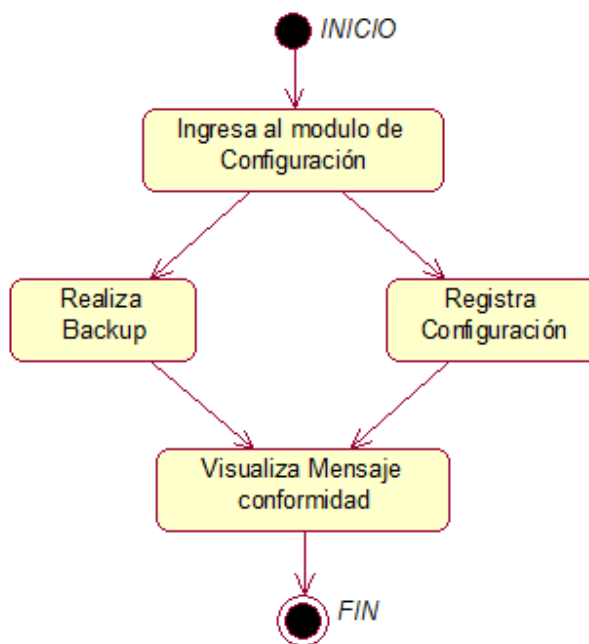 INICIO
Ingresa al modulo de
Configuración
Realiza
Backup
Registra
Configuración
Visualiza Mensaje
conformidad
FIN